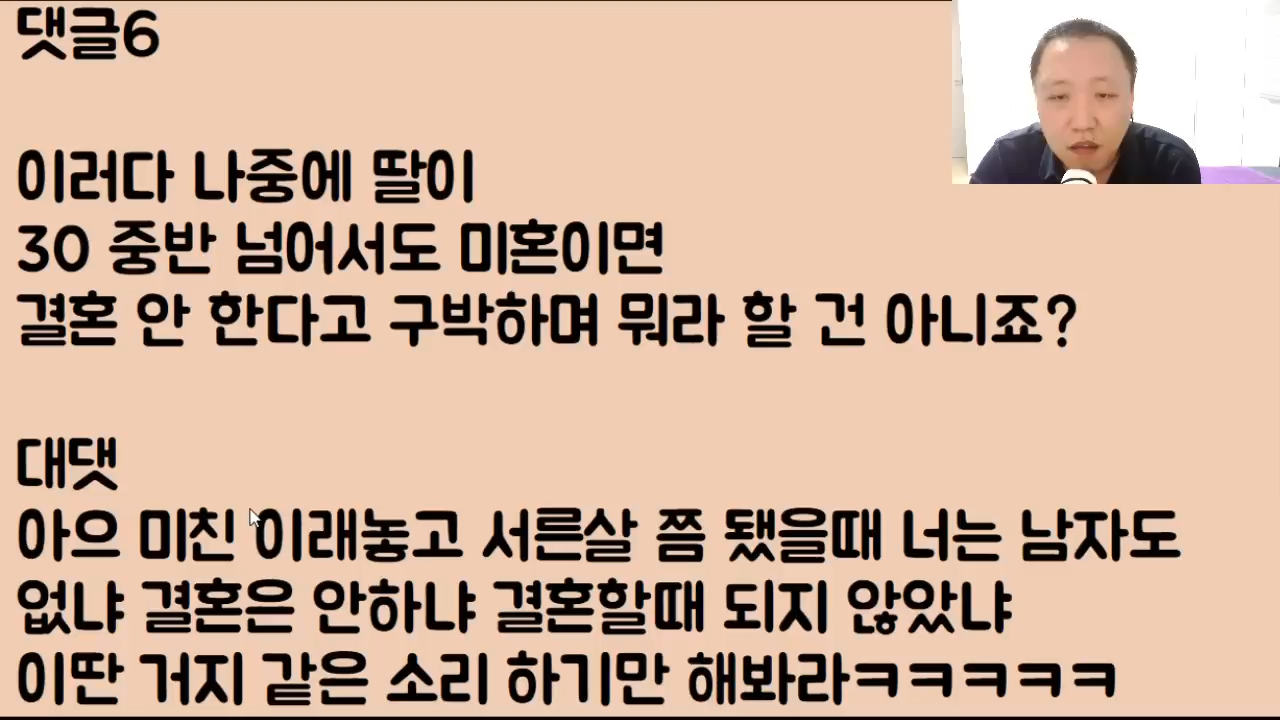 댓글6
이러다 나중에 딸이
30 중반 넘어서도 미혼이면
결혼 안 한다고 구박하며 뭐라 할 건 아니죠?
대댓
아으 미친 이래놓고 서른살 쯤 됐을때 너는 남자도
없냐 결혼은 안하냐 결혼할때 되지 않았냐
이딴 거지 같은 소리 하기만 해봐라ㅋㅋㅋㅋㅋ